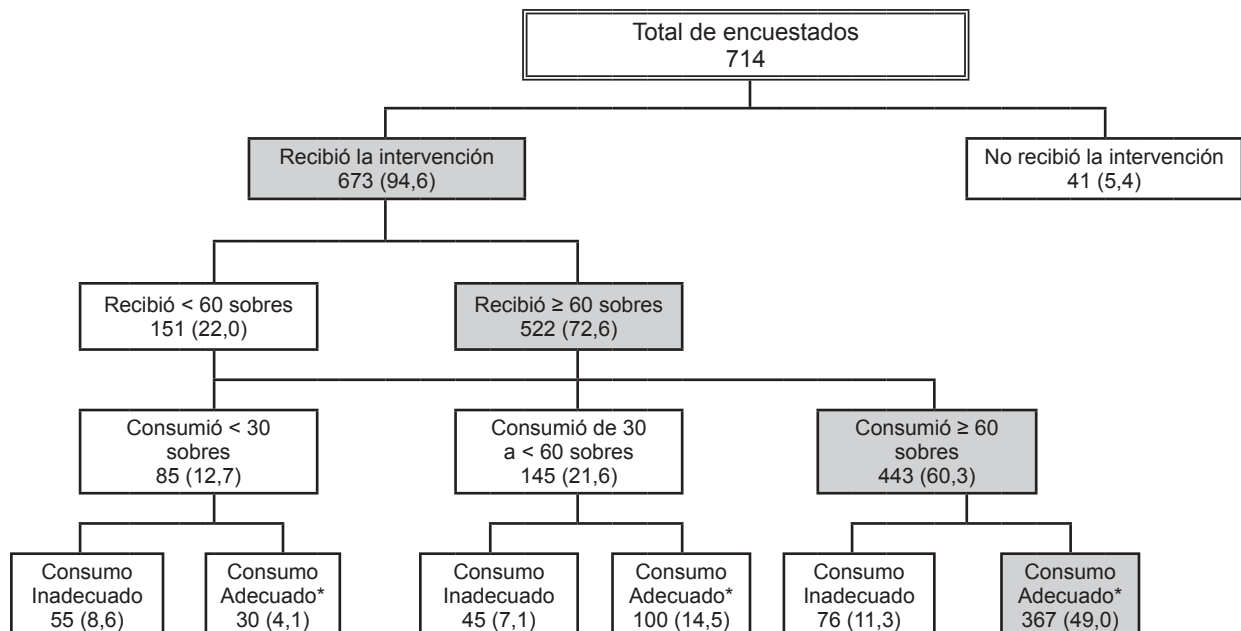 Total de encuestados
714
Recibió la intervención
673 (94,6)
No recibió la intervención
41 (5,4)
Recibió < 60 sobres
151 (22,0)
Recibió ≥ 60 sobres
522 (72,6)
Consumió < 30
sobres
85 (12,7)
Consumió de 30
a < 60 sobres
145 (21,6)
Consumió ≥ 60
sobres
443 (60,3)
Consumo
Inadecuado
55 (8,6)
Consumo
Adecuado*
30 (4,1)
Consumo
Inadecuado
45 (7,1)
Consumo
Adecuado*
100 (14,5)
Consumo
Inadecuado
76 (11,3)
Consumo
Adecuado*
367 (49,0)